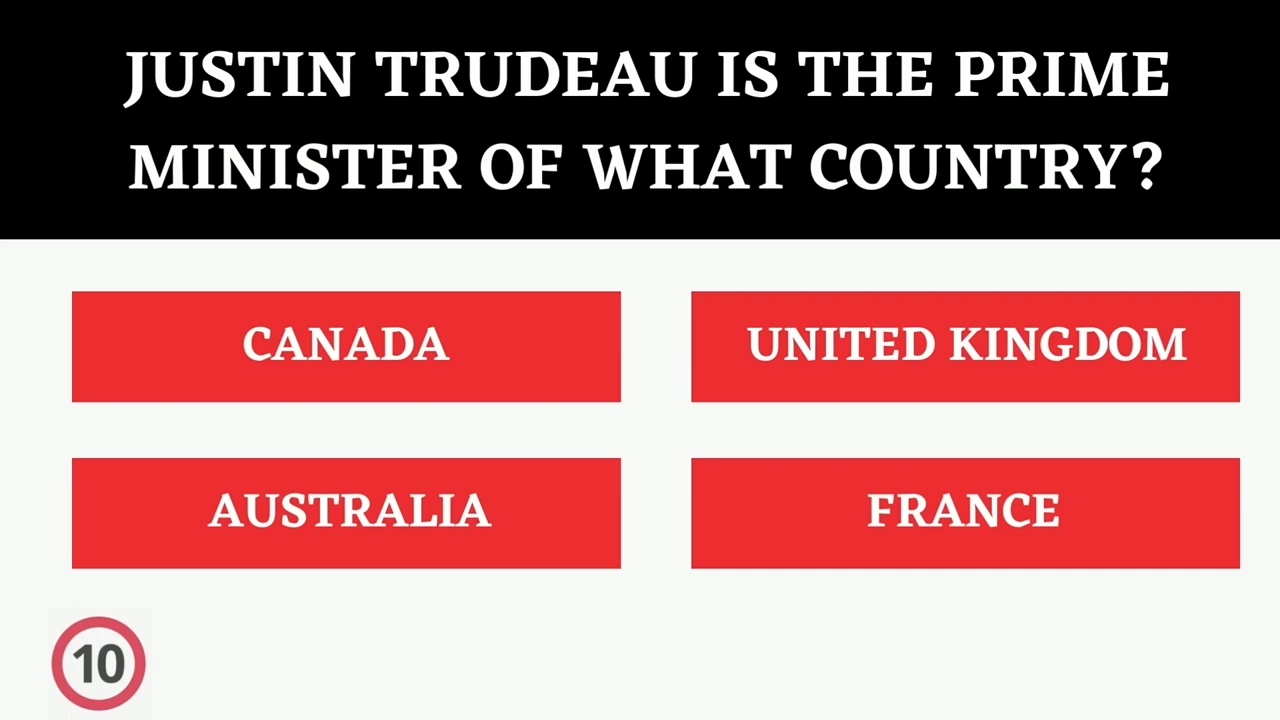 JUSTIN TRUDEAU IS THE PRIME
MINISTER OF WHAT COUNTRY?
CANADA
UNITED KINGDOM
AUSTRALIA
FRANCE
10